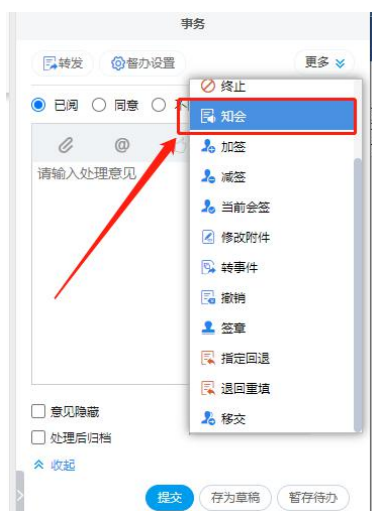 事务
转发 督办设置 更多
终止
已阅 同意 不
知会
@
加签
请输入处理意见
减签
当前会签
修改附件
转事件
撤销
签章
指定回退
退回重填
意见隐藏
移交
处理后归档
收起
提交 存为草稿 暂存待办